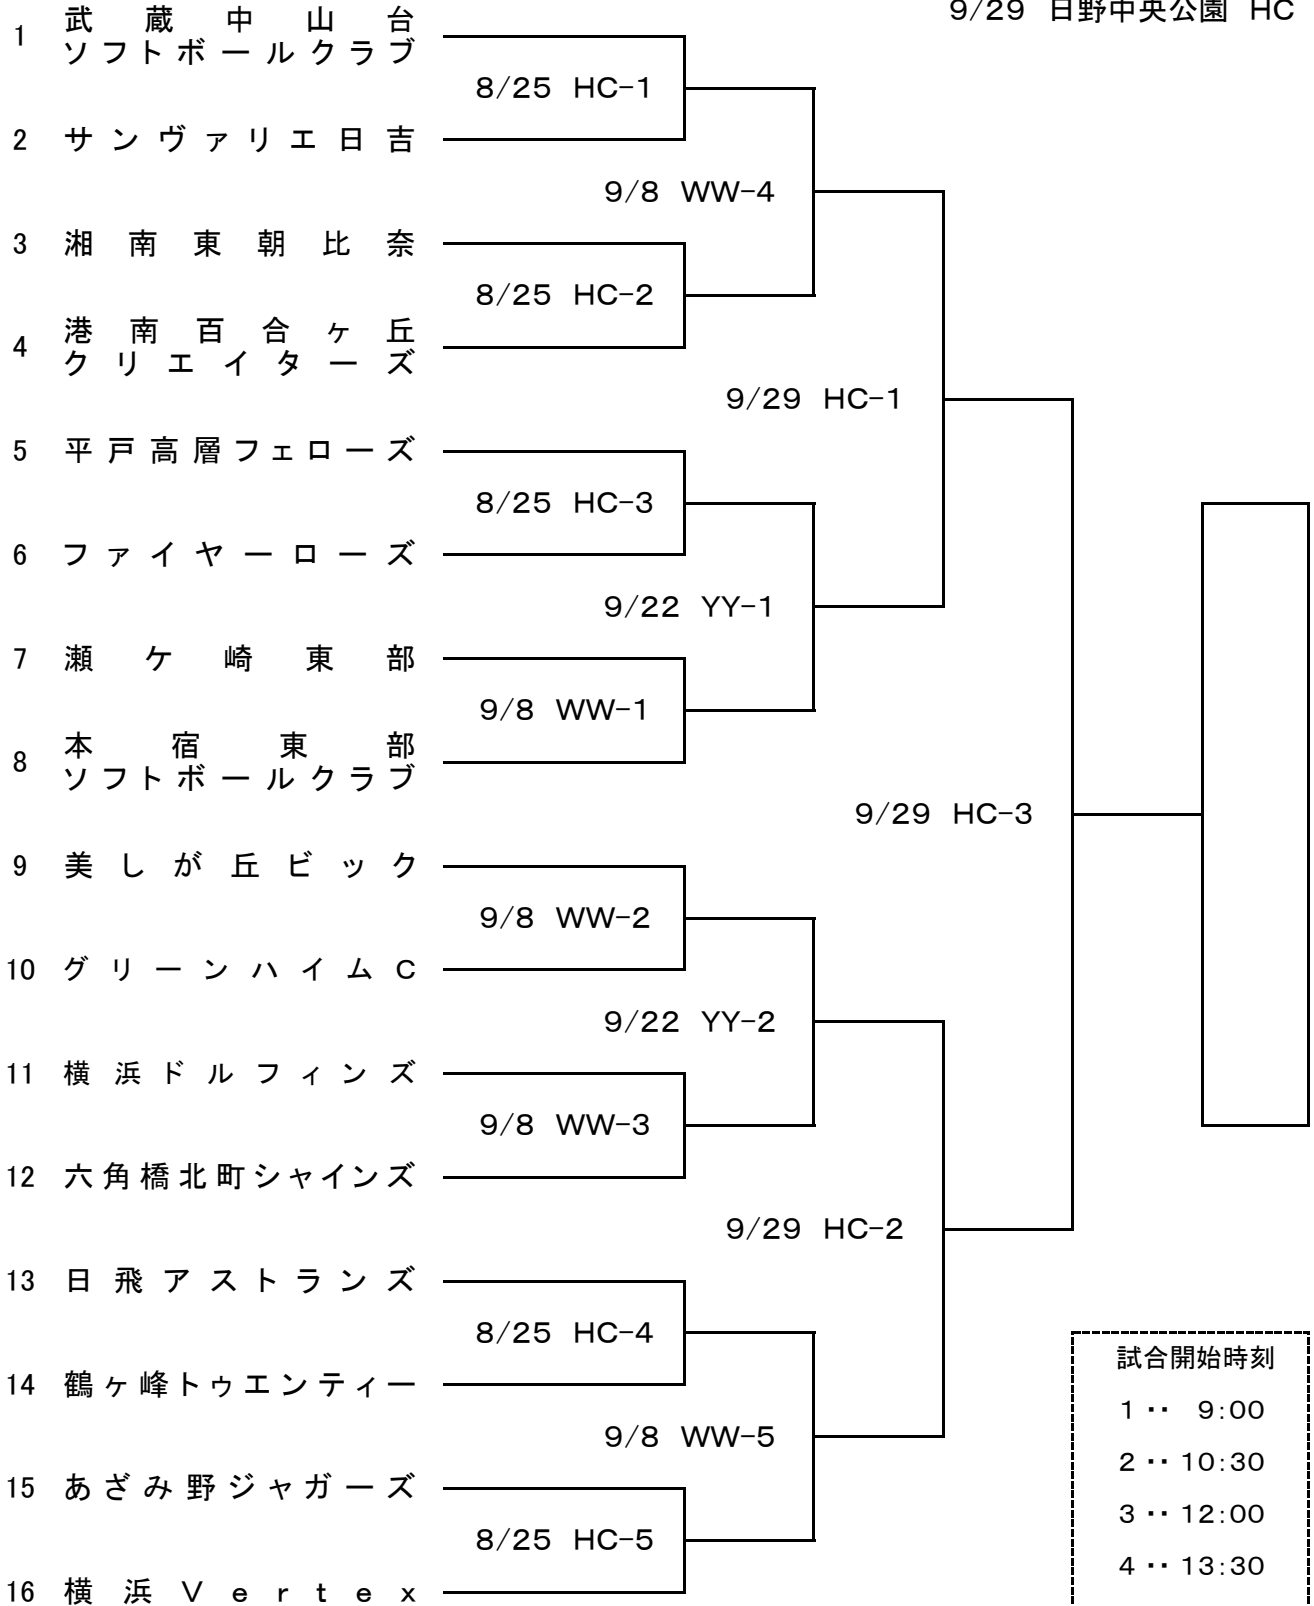 9/29 日野中央公園 HC
1 武蔵中山台
ソフトボールクラブ
8/25 HC-1
2 サンヴァリエ日吉
9/8 WW-4
3 湘南東朝比奈
8/25 HC-2
4 港南百合ヶ丘
クリエイターズ
9/29 HC-1
5 平戸高層フェローズ
8/25 HC-3
6 ファイヤーローズ
9/22 YY-1
7 瀬ケ崎東部
9/8 WW-1
8 本宿東部
ソフトボールクラブ
9/29 HC-3
9 美しが丘ビック
9/8 WW-2
10 グリーンハイムC
9/22 YY-2
11 横浜ドルフィンズ
9/8 WW-3
12 六角橋北町シャインズ
9/29 HC-2
13 日飛アストランズ
8/25 HC-4
14 鶴ヶ峰トゥエンティー
9/8 WW-5
15 あざみ野ジャガーズ
8/25 HC-5
16 横浜Vertex
試合開始時刻
1 ‥ 9:00
2 ‥ 10:30
3 ‥ 12:00
4 ‥ 13:30